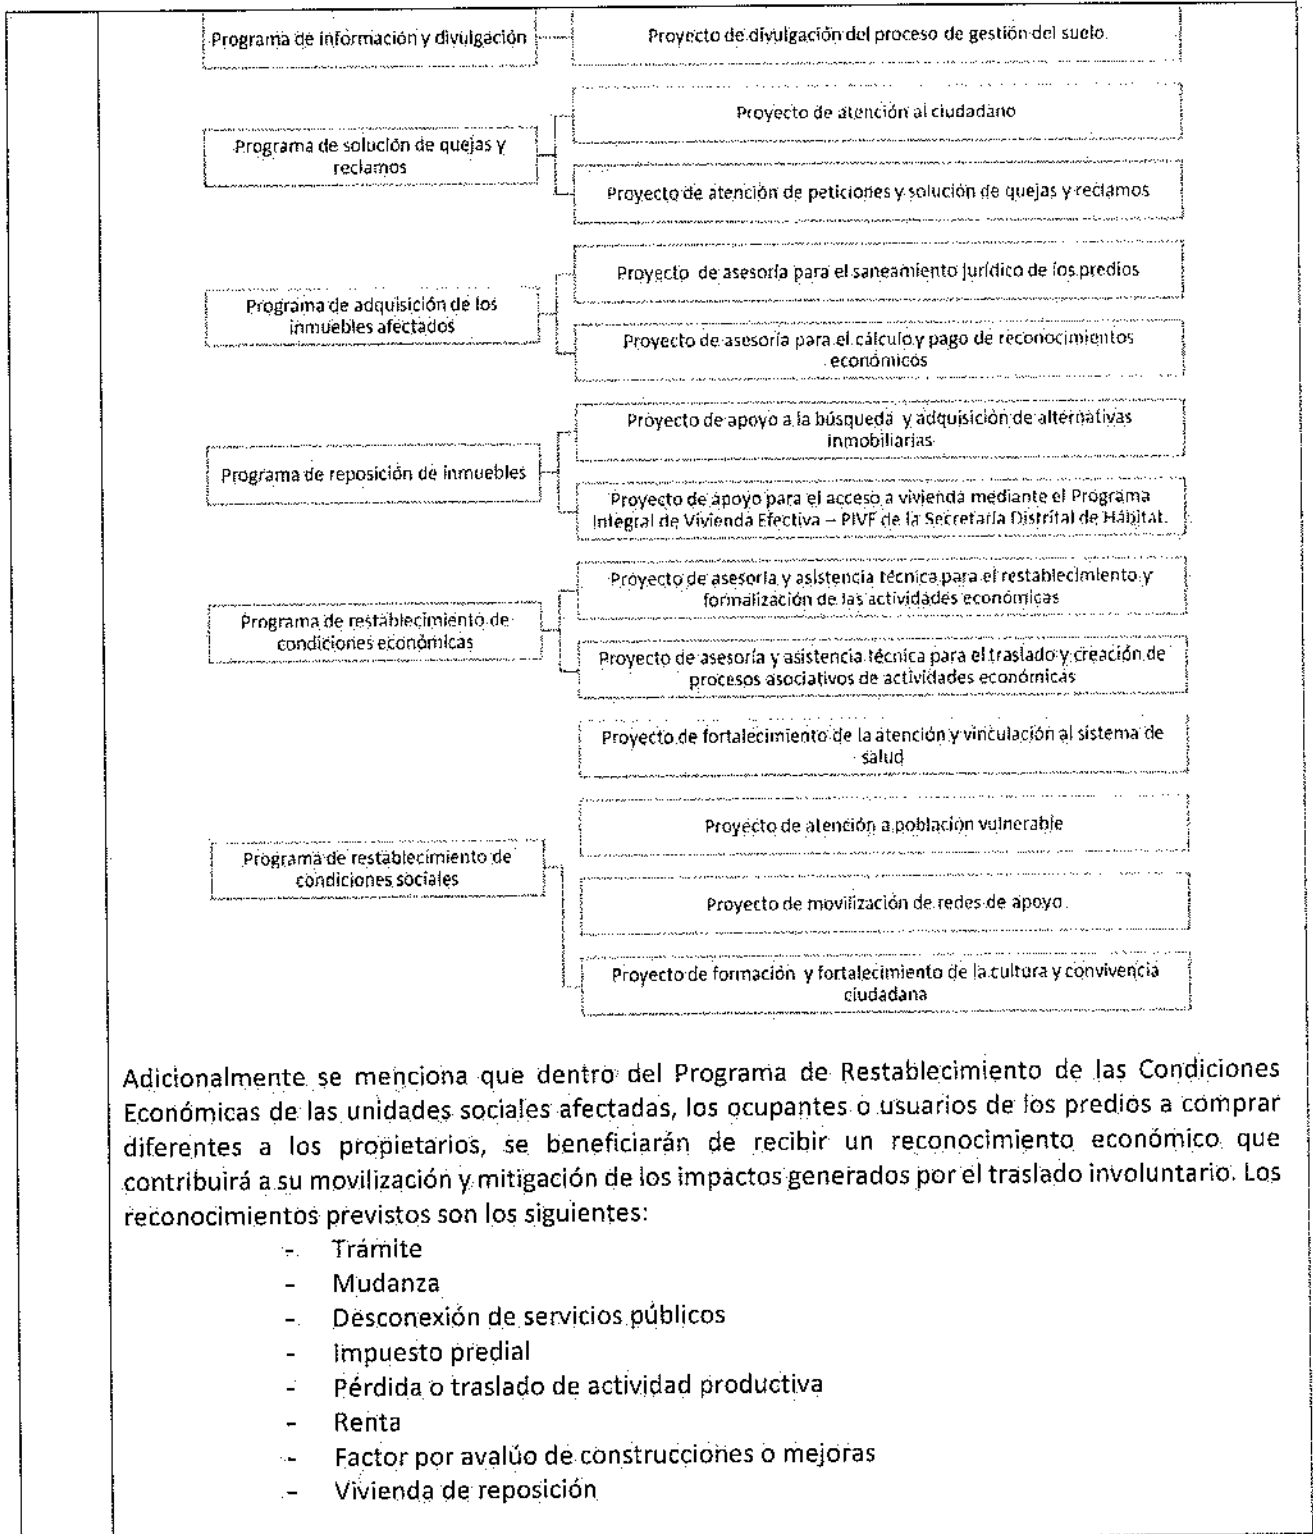 Programa de información y divulgación
Proyecto de divulgación del proceso de gestión del suelo.
Programa de solución de quejas y
reclamos
Proyecto de atención al ciudadano
Proyecto de atención de peticiones y solución de quejas y reclamos
Programa de adquisición de los
inmuebles afectados
Proyecto de asesoría para el saneamiento jurídico de los predios
Proyecto de asesoría para el cálculo y pago de reconocimientos
económicos
Programa de reposición de inmuebles
Proyecto de apoyo a la búsqueda y adquisición de alternativas
inmobiliarias
Proyecto de apoyo para el acceso a vivienda mediante el Programa
Integral de Vivienda Efectiva – PIVE de la Secretaría Distrital de Hábitat.
Programa de restablecimiento de
condiciones económicas
Proyecto de asesoría y asistencia técnica para el restablecimiento y
formalización de las actividades económicas
Proyecto de asesoría y asistencia técnica para el traslado y creación de
procesos asociativos de actividades económicas
Programa de restablecimiento de
condiciones sociales
Proyecto de fortalecimiento de la atención y vinculación al sistema de
salud
Proyecto de atención a población vulnerable
Proyecto de movilización de redes de apoyo.
Proyecto de formación y fortalecimiento de la cultura y convivencia
ciudadana
Adicionalmente se menciona que dentro del Programa de Restablecimiento de las Condiciones
Económicas de las unidades sociales afectadas, los ocupantes o usuarios de los predios a comprar
diferentes a los propietarios, se beneficiarán de recibir un reconocimiento económico que
contribuirá a su movilización y mitigación de los impactos generados por el traslado involuntario. Los
reconocimientos previstos son los siguientes:
- Trámite
- Mudanza
- Desconexión de servicios públicos
- Impuesto predial
- Pérdida o traslado de actividad productiva
- Renta
- Factor por avalúo de construcciones o mejoras
- Vivienda de reposición